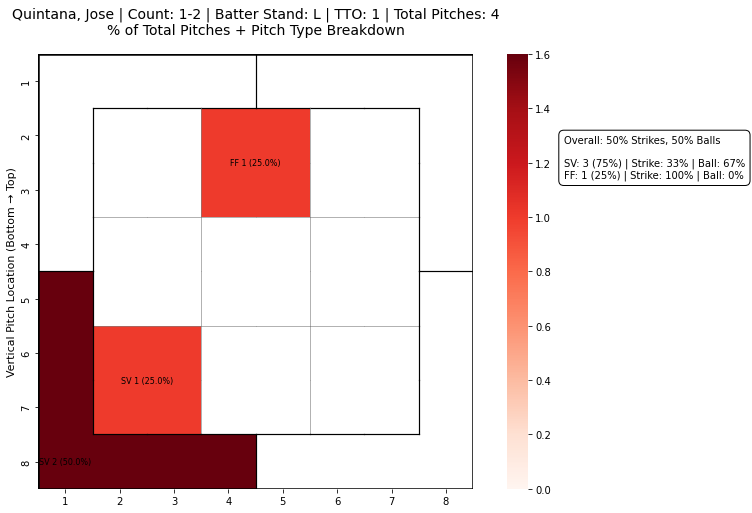 Quintana, Jose | Count: 1-2 | Batter Stand: L | TTO: 1 | Total Pitches: 4
% of Total Pitches + Pitch Type Breakdown
Vertical Pitch Location (Bottom → Top)
1
2
3
4
5
6
7
8
FF 1 (25.0%)
SV 1 (25.0%)
SV 2 (50.0%)
1 2 3 4 5 6 7 8
1.6
1.4
1.2
1.0
0.8
0.6
0.4
0.2
0.0
Overall: 50% Strikes, 50% Balls
SV: 3 (75%) | Strike: 33% | Ball: 67%
FF: 1 (25%) | Strike: 100% | Ball: 0%